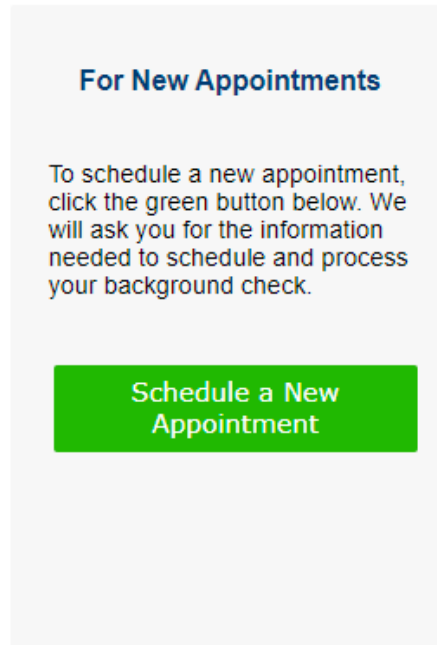 For New Appointments
To schedule a new appointment,
click the green button below. We
will ask you for the information
needed to schedule and process
your background check.
Schedule a New
Appointment